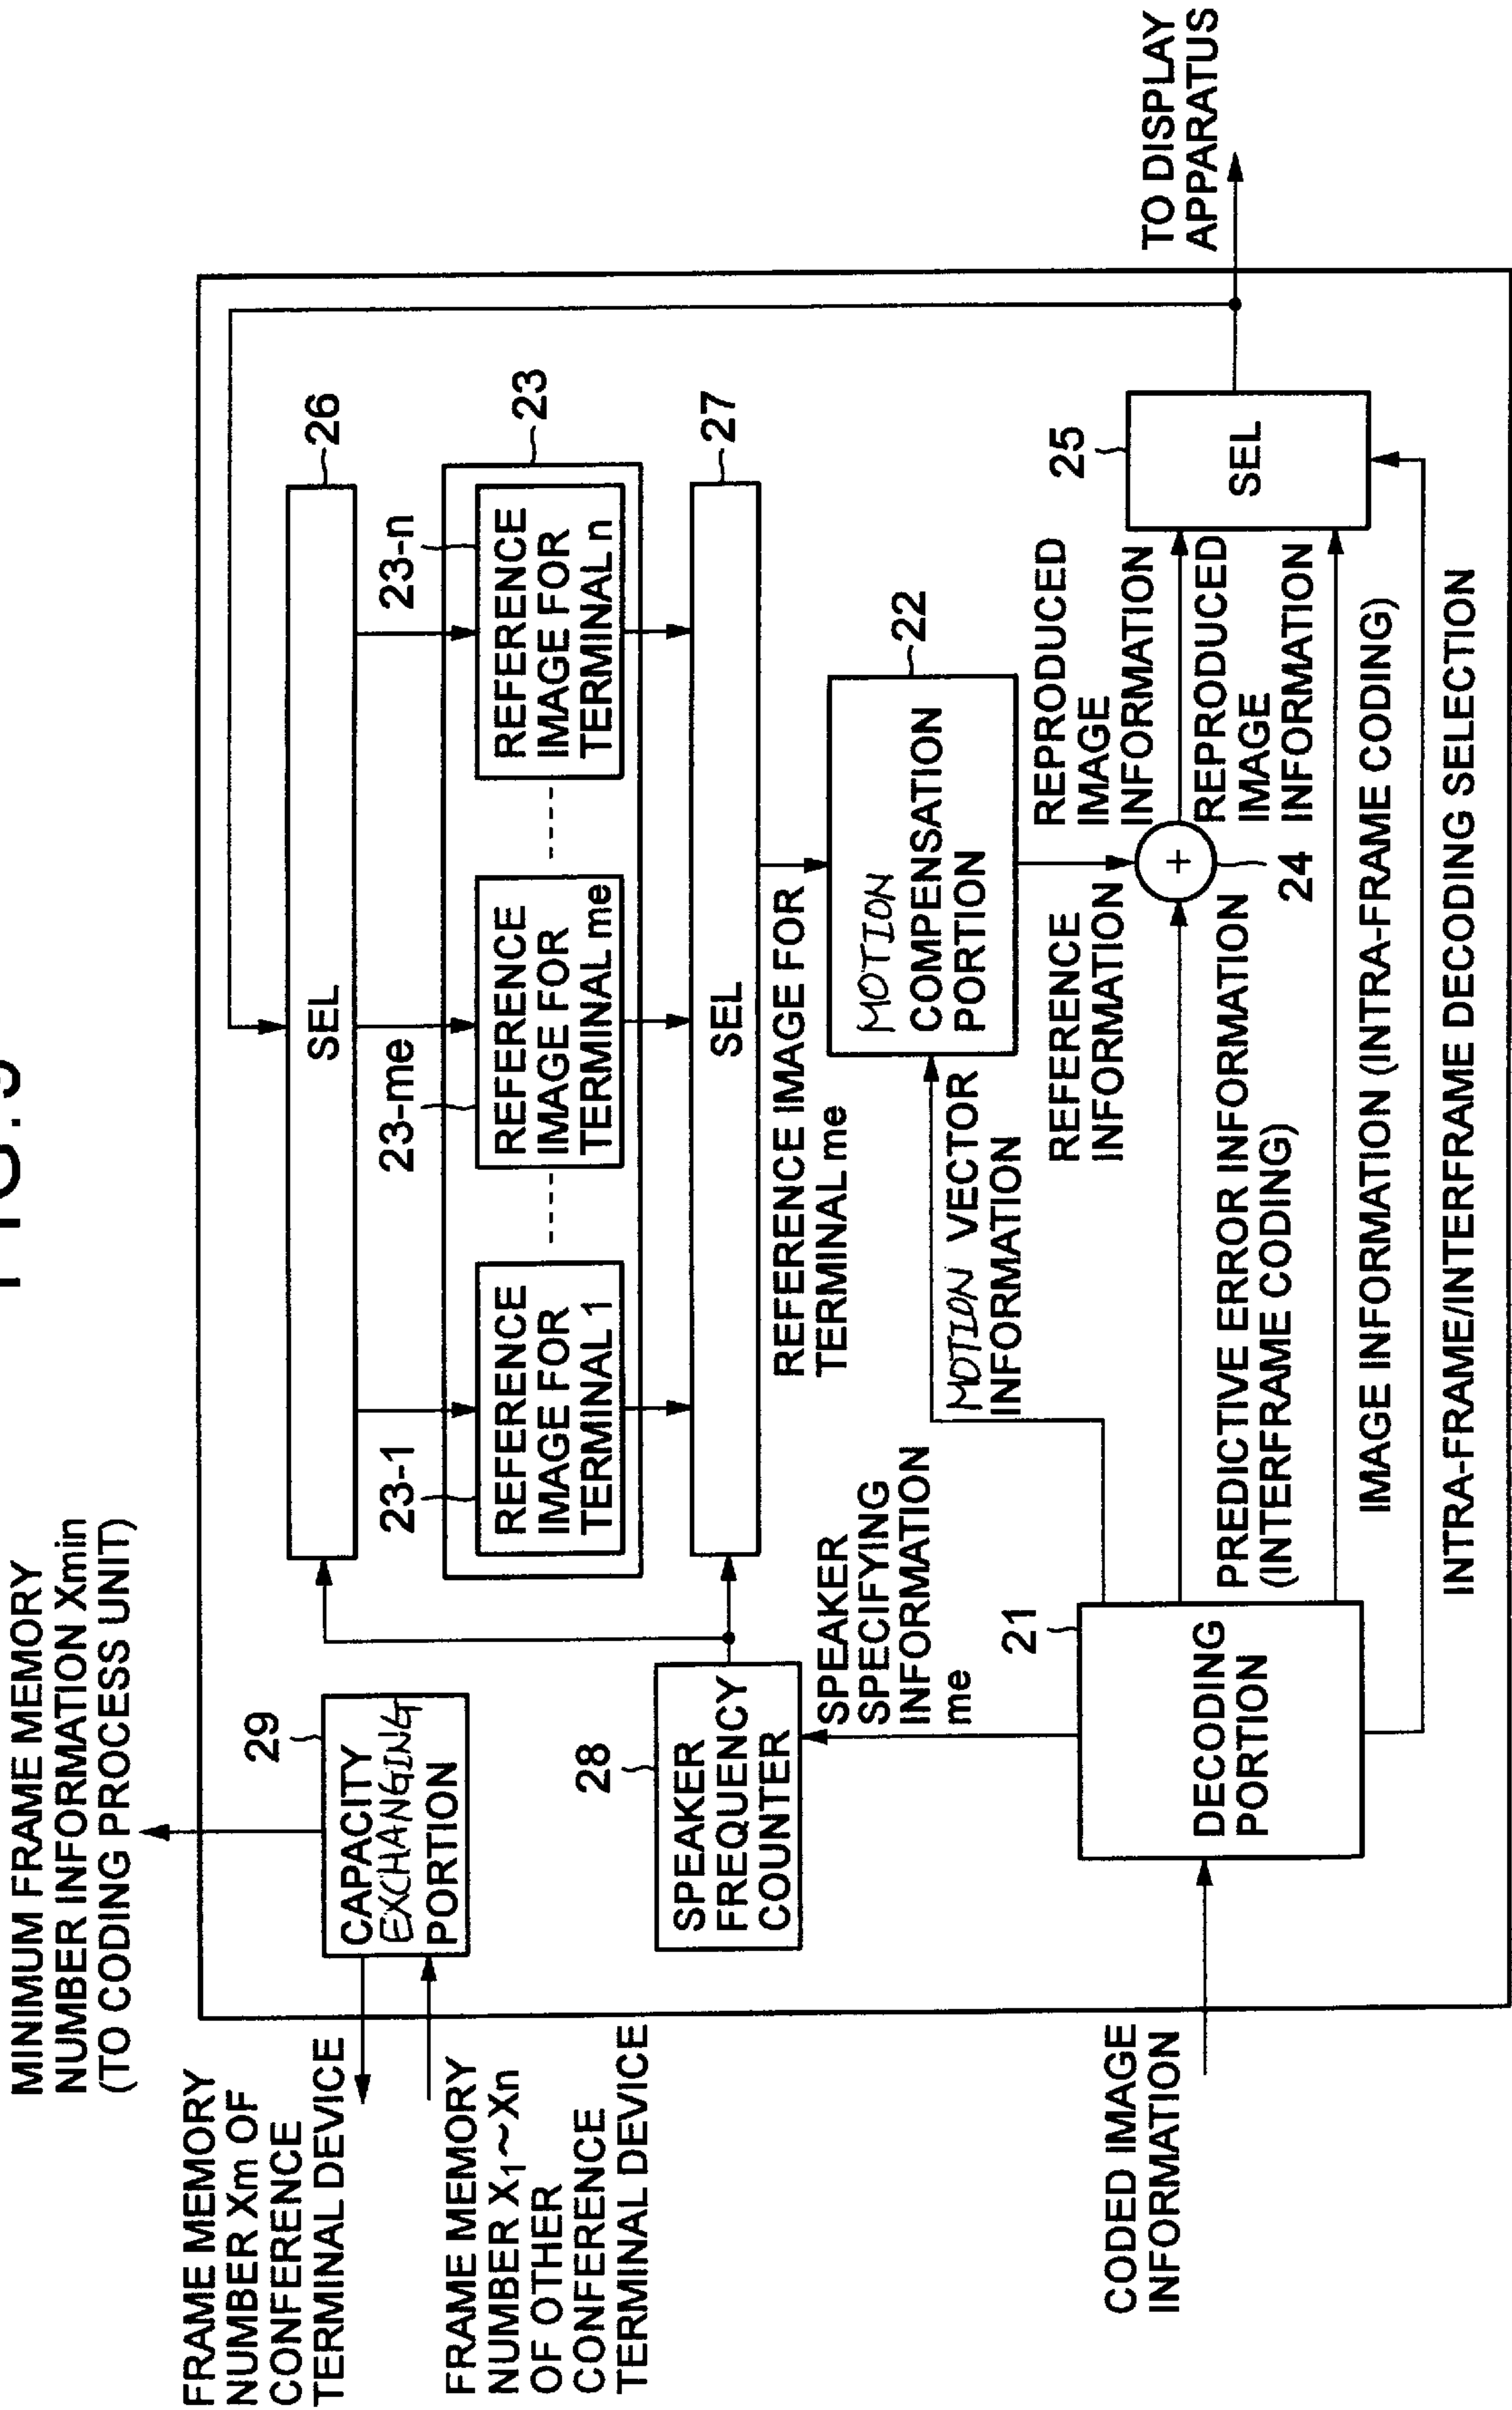 MINIMUM FRAME MEMORY
NUMBER INFORMATION Xmin
(TO CODING PROCESS UNIT)
FRAME MEMORY
NUMBER Xm OF
CONFERENCE
TERMINAL DEVICE
FRAME MEMORY
NUMBER X1~Xn
OF OTHER
CONFERENCE
TERMINAL DEVICE
29
CAPACITY
EXCHANGING
PORTION
SEL
26
23-1
23-me
23-n
23
REFERENCE
IMAGE FOR
TERMINAL 1
REFERENCE
IMAGE FOR
TERMINAL me
REFERENCE
IMAGE FOR
TERMINAL n
28
SPEAKER
FREQUENCY
COUNTER
SEL
27
REFERENCE IMAGE FOR
TERMINAL me
SPEAKER
SPECIFYING
INFORMATION
me
MOTION VECTOR
INFORMATION
22
MOTION
COMPENSATION
PORTION
CODED IMAGE
INFORMATION
21
DECODING
PORTION
REFERENCE
INFORMATION
REPRODUCED
IMAGE
INFORMATION
+
24
PREDICTIVE ERROR INFORMATION
(INTERFRAME CODING)
REPRODUCED
IMAGE
INFORMATION
25
SEL
TO DISPLAY
APPARATUS
IMAGE INFORMATION (INTRA-FRAME CODING)
INTRA-FRAME/INTERFRAME DECODING SELECTION